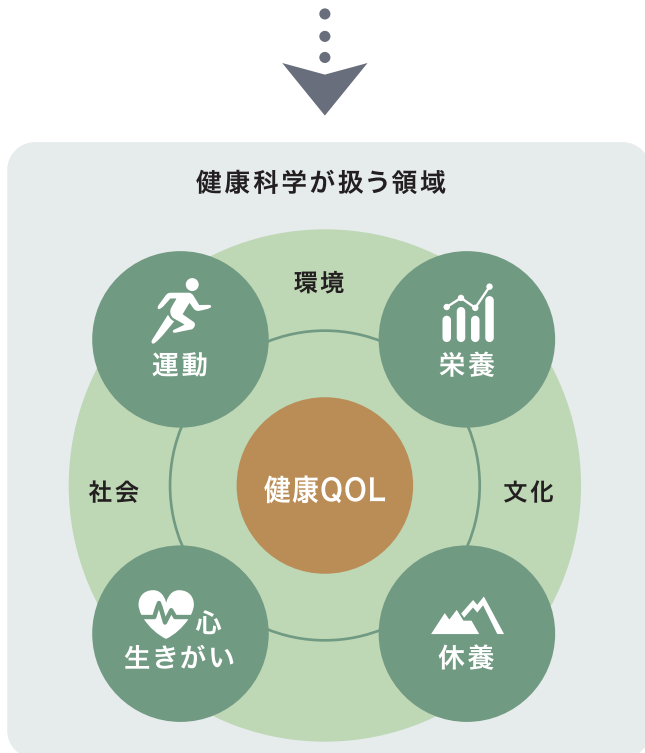 健康科学が扱う領域
環境
運動
栄養
社会
健康QOL
文化
心
生きがい
休養